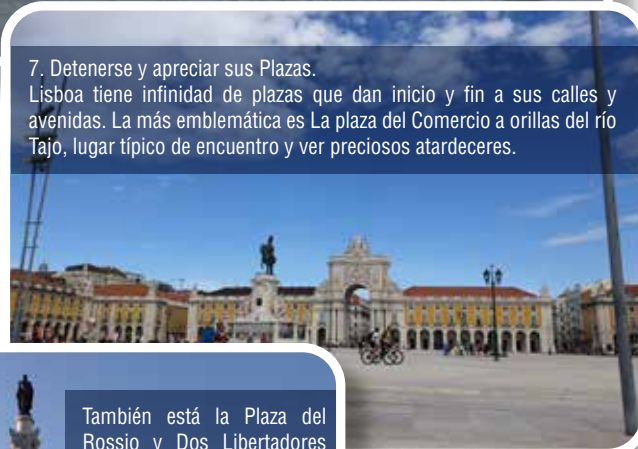 7. Detenerse y apreciar sus Plazas.
Lisboa tiene infinidad de plazas que dan inicio y fin a sus calles y
avenidas. La más emblemática es La plaza del Comercio a orillas del río
Tajo, lugar típico de encuentro y ver preciosos atardeceres.
También está la Plaza del
Rossio y Dos Libertadores